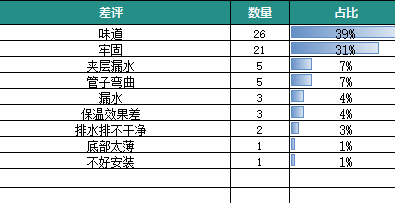 差评 数量 占比
味道 26 39%
牢固 21 31%
夹层漏水 5 7%
管子弯曲 5 7%
漏水 3 4%
保温效果差 3 4%
排水排不干净 2 3%
底部太薄 1 1%
不好安装 1 1%